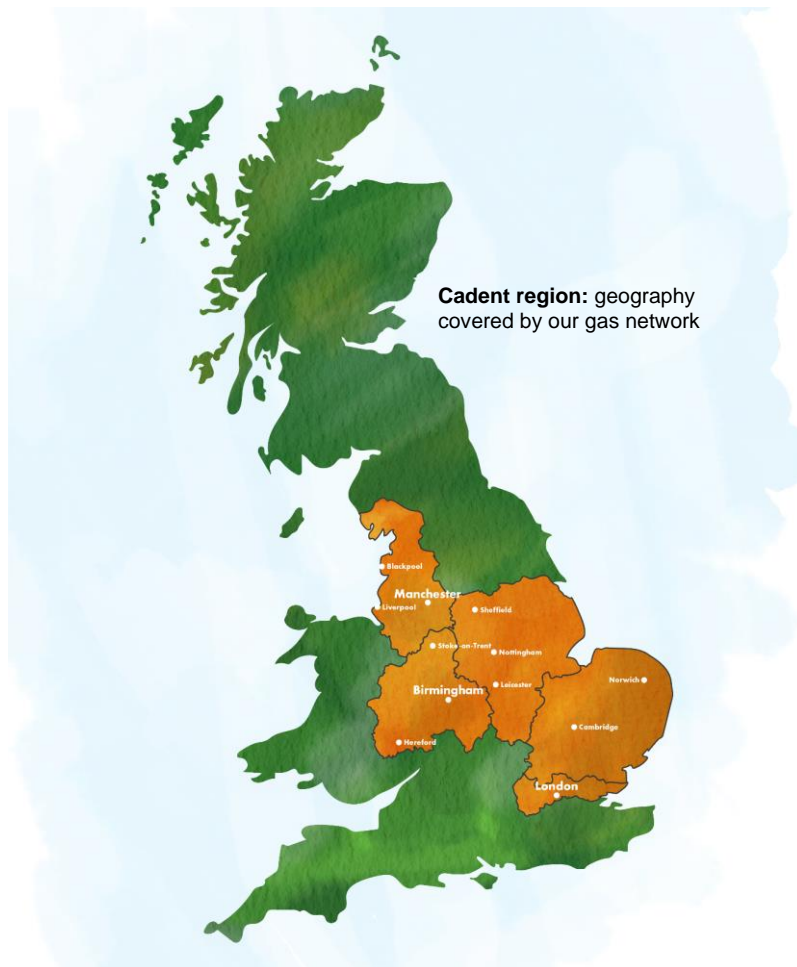 Cadent region: geography
covered by our gas network
Blackpool
Manchester
Liverpool
Sheffield
Stoke-on-Trent
Nottingham
Norwich
Leicester
Birmingham
Cambridge
Hereford
London